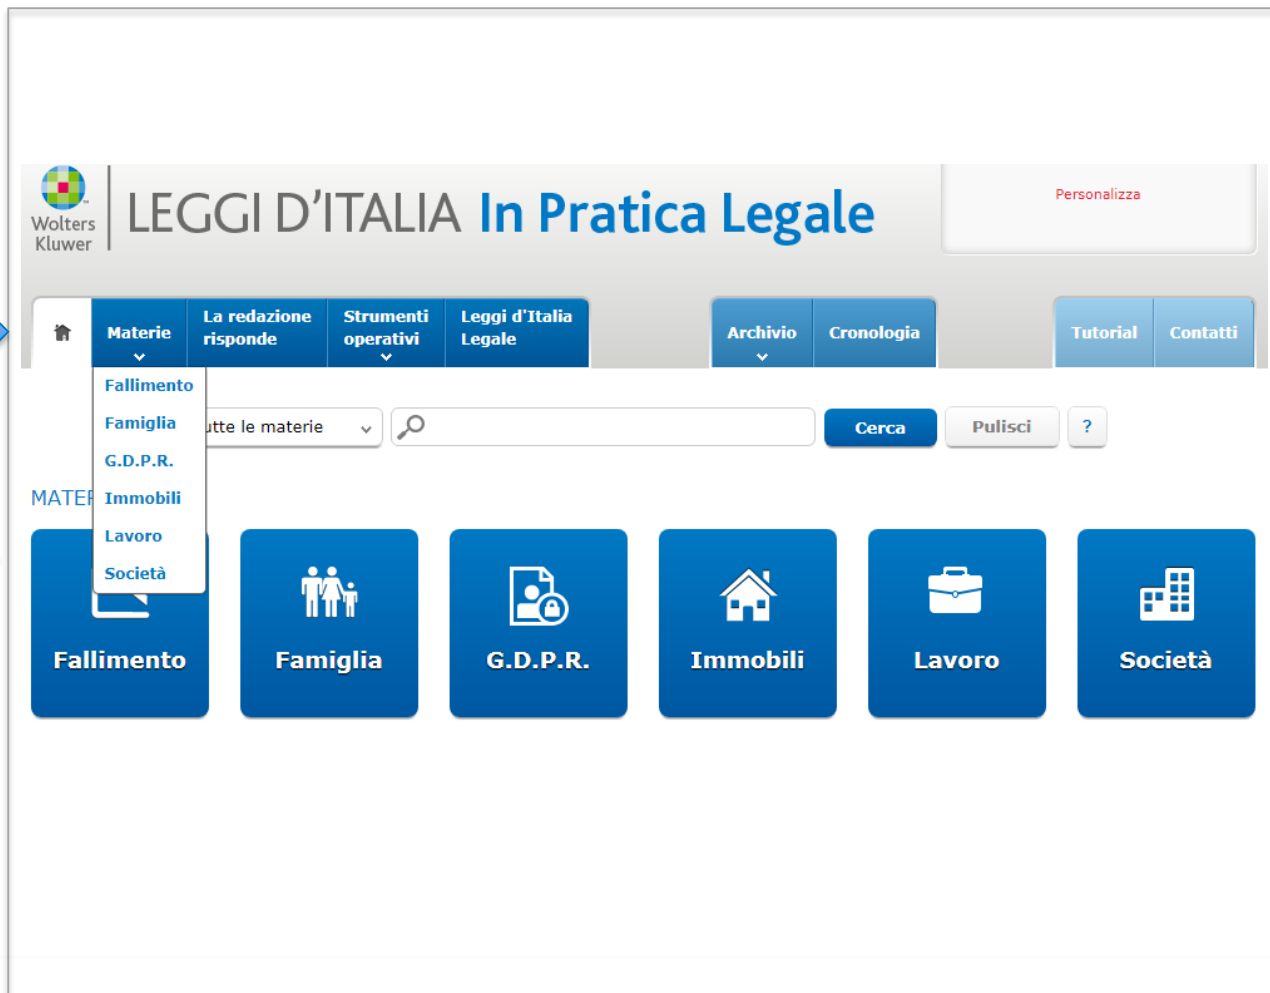 Wolters
Kluwer
LEGGI D'ITALIA In Pratica Legale
Personalizza
Materie
La redazione
risponde
Strumenti
operativi
Leggi d'Italia
Legale
Archivio
Cronologia
Tutorial
Contatti
Fallimento
Famiglia
G.D.P.R.
Immobili
Lavoro
Società
utte le materie
Cerca
Pulisci
?
MATER
Fallimento
Famiglia
G.D.P.R.
Immobili
Lavoro
Società